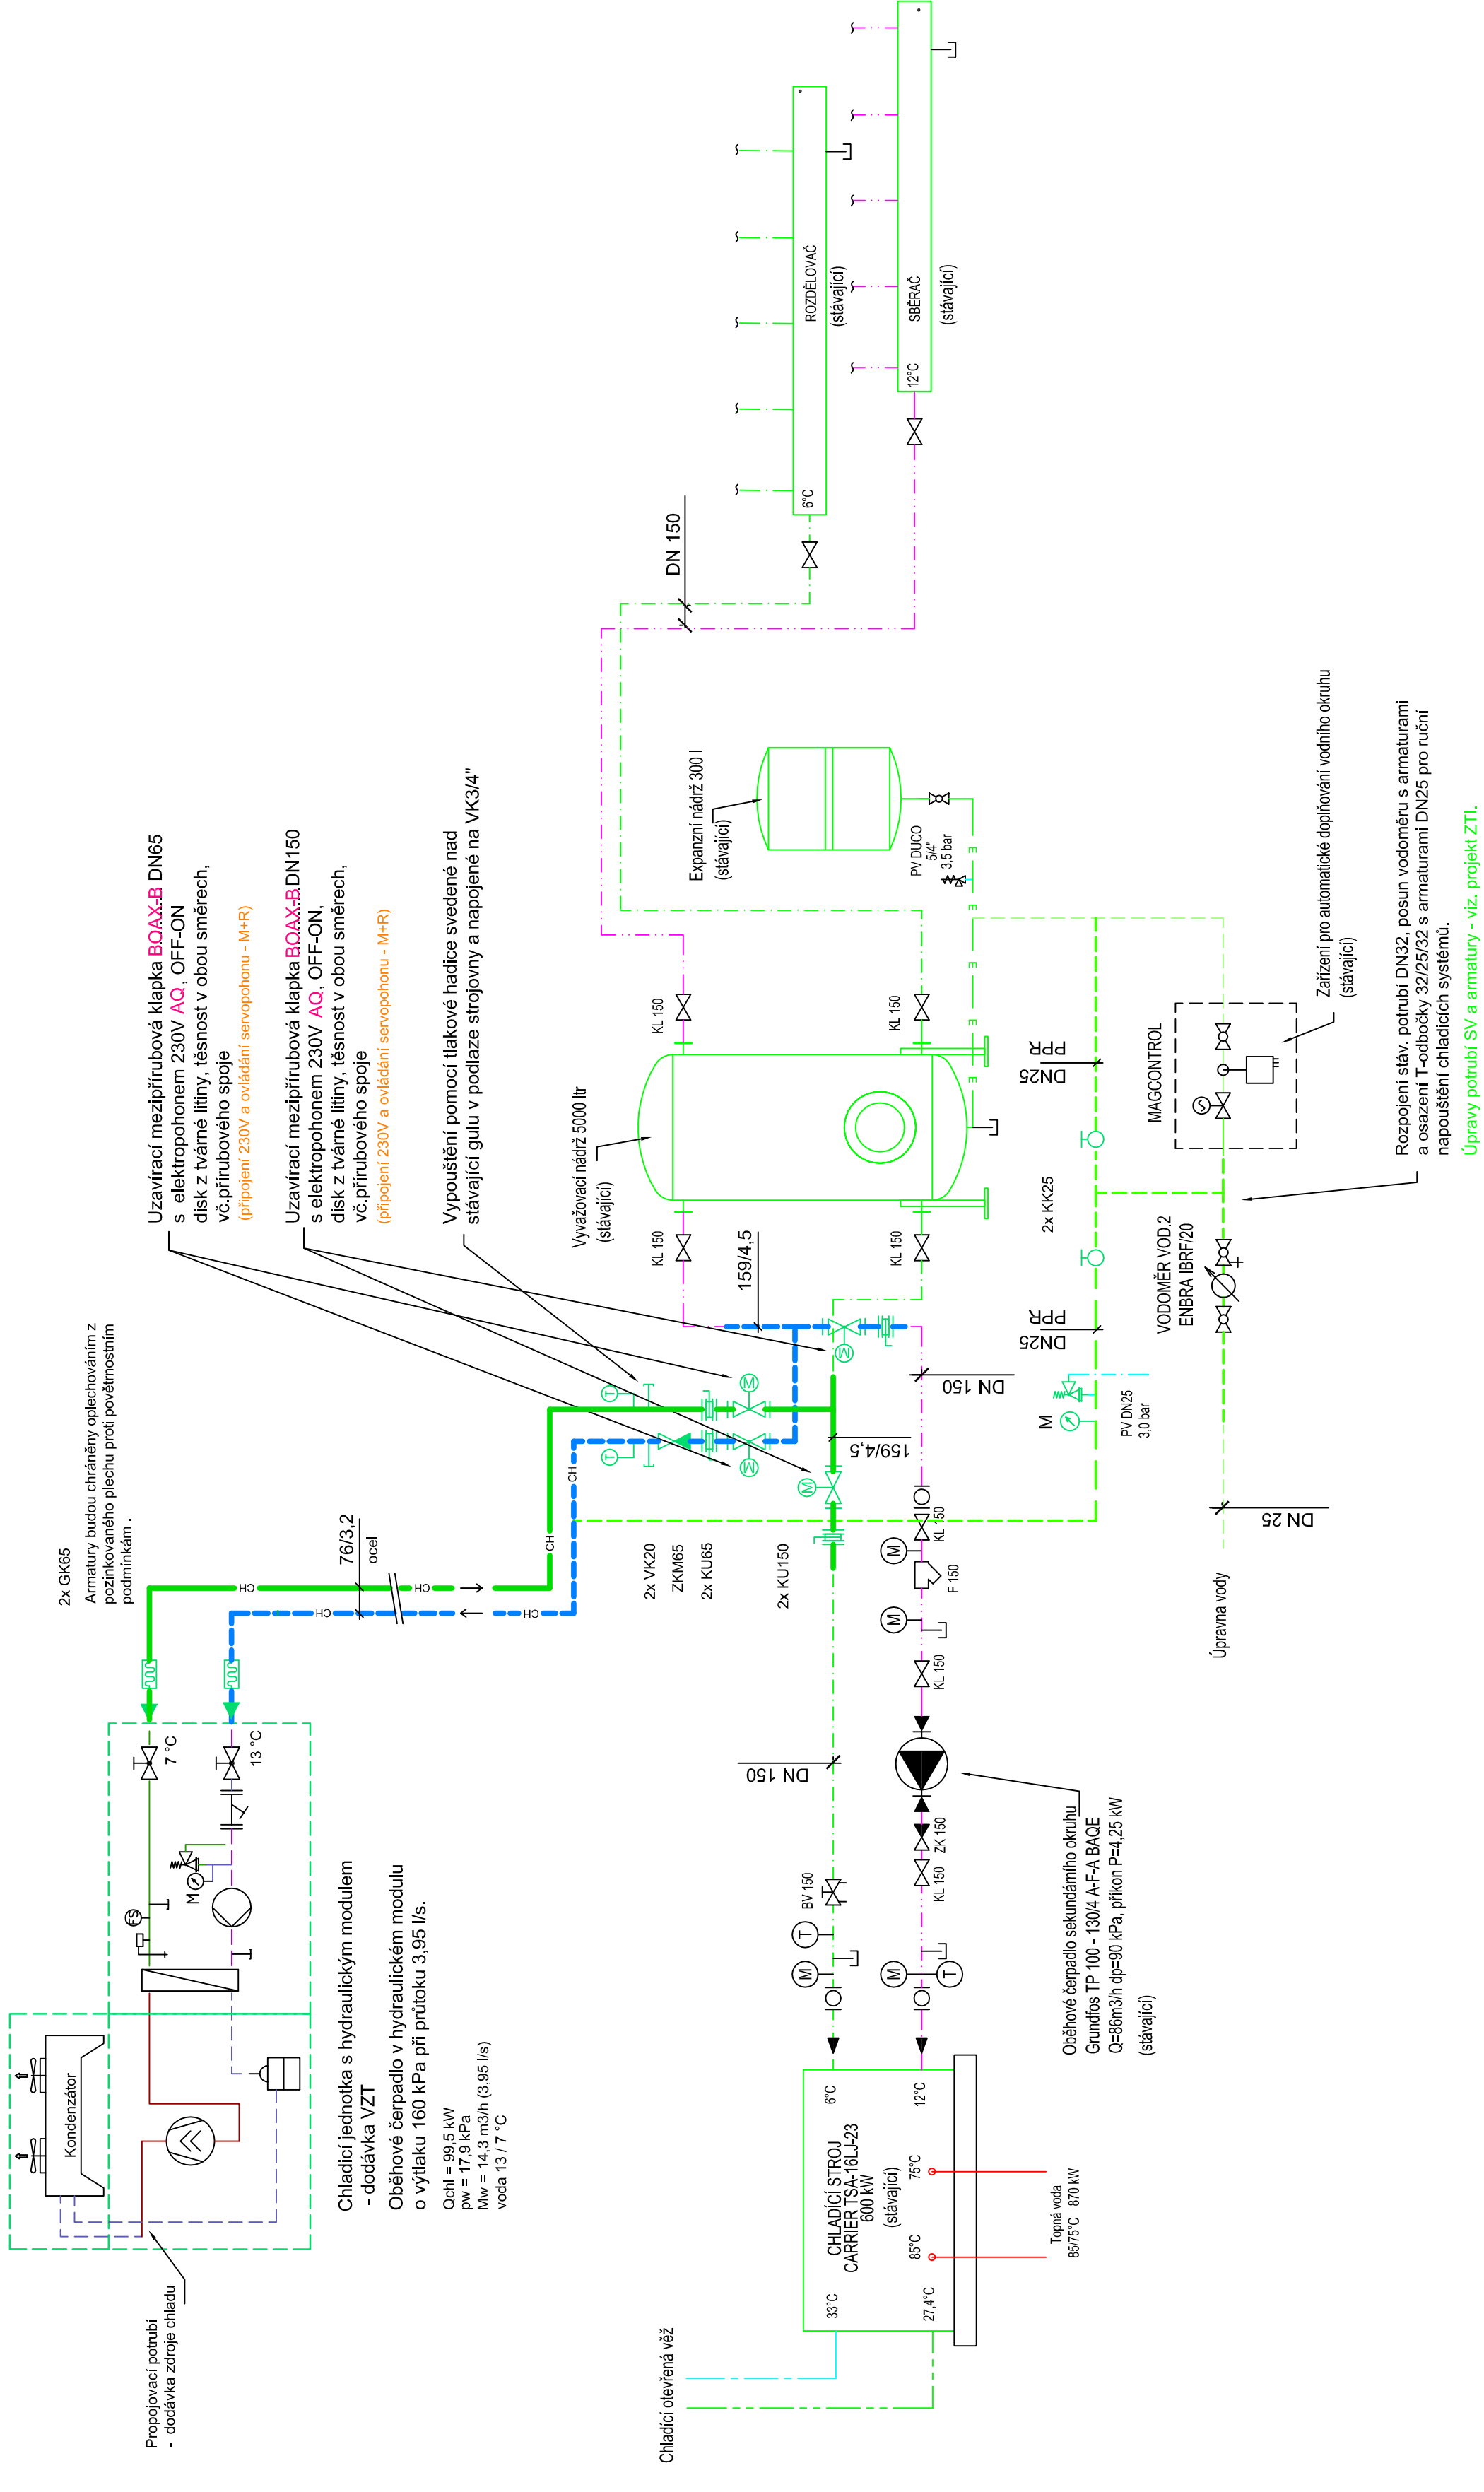 2x GK65
Armatury budou chráněny oplechováním z
pozinkovaného plechu proti povětrnostním
podmínkám .
Uzavírací mezipřírubová klapka BOAX-B DN65
s elektropohonem 230V AQ, OFF-ON
disk z tvárné litiny, těsnost v obou směrech,
vč.přírubového spoje
(připojení 230V a ovládání servopohonu - M+R)
Uzavírací mezipřírubová klapka BOAX-B DN150
s elektropohonem 230V AQ, OFF-ON,
disk z tvárné litiny, těsnost v obou směrech,
vč.přírubového spoje
(připojení 230V a ovládání servopohonu - M+R)
Vypouštění pomocí tlakové hadice svedené nad
stávající gulu v podlaze strojovny a napojené na VK3/4"
Propojovací potrubí
- dodávka zdroje chladu
Kondenzátor
FS
M
7 °C
13 °C
76/3,2
ocel
CH
CH
CH
CH
CH
CH
Chladicí jednotka s hydraulickým modulem
- dodávka VZT
Oběhové čerpadlo v hydraulickém modulu
o výtlaku 160 kPa při průtoku 3,95 l/s.
Qchl = 99,5 kW
pw = 17,9 kPa
Mw = 14,3 m3/h (3,95 l/s)
voda 13 / 7 °C
2x VK20
ZKM65
2x KU65
2x KU150
T
T
M
M
M
M
159/4,5
159/4,5
Vyvažovací nádrž 5000 ltr
(stávající)
KL 150
KL 150
KL 150
KL 150
Expanzní nádrž 300 l
(stávající)
PV DUCO
5/4"
3,5 bar
E
E
E
E
E
DN 150
ROZDĚLOVAČ
(stávající)
6°C
SBĚRAČ
(stávající)
12°C
DN 150
DN 150
KL 150
F 150
KL 150
ZK 150
KL 150
BV 150
M
M
M
T
M
T
Chladící otevřená věž
33°C
27,4°C
CHLADÍCÍ STROJ
CARRIER TSA-16LJ-23
600 kW
(stávající)
6°C
12°C
85°C
75°C
Topná voda
85/75°C 870 kW
Oběhové čerpadlo sekundárního okruhu
Grundfos TP 100 - 130/4 A-F-A BAQE
Q=86m3/h dp=90 kPa, příkon P=4,25 kW
(stávající)
2x KK25
PPR
DN25
PPR
DN25
M
PV DN25
3,0 bar
MAGCONTROL
VODOMĚR VOD.2
ENBRA IBRF/20
DN 25
Úpravna vody
Zařízení pro automatické doplňování vodního okruhu
(stávající)
Rozpojení stáv. potrubí DN32, posun vodoměru s armaturami
a osazení T-odbočky 32/25/32 s armaturami DN25 pro ruční
napouštění chladicích systémů.
Úpravy potrubí SV a armatury - viz. projekt ZTI.